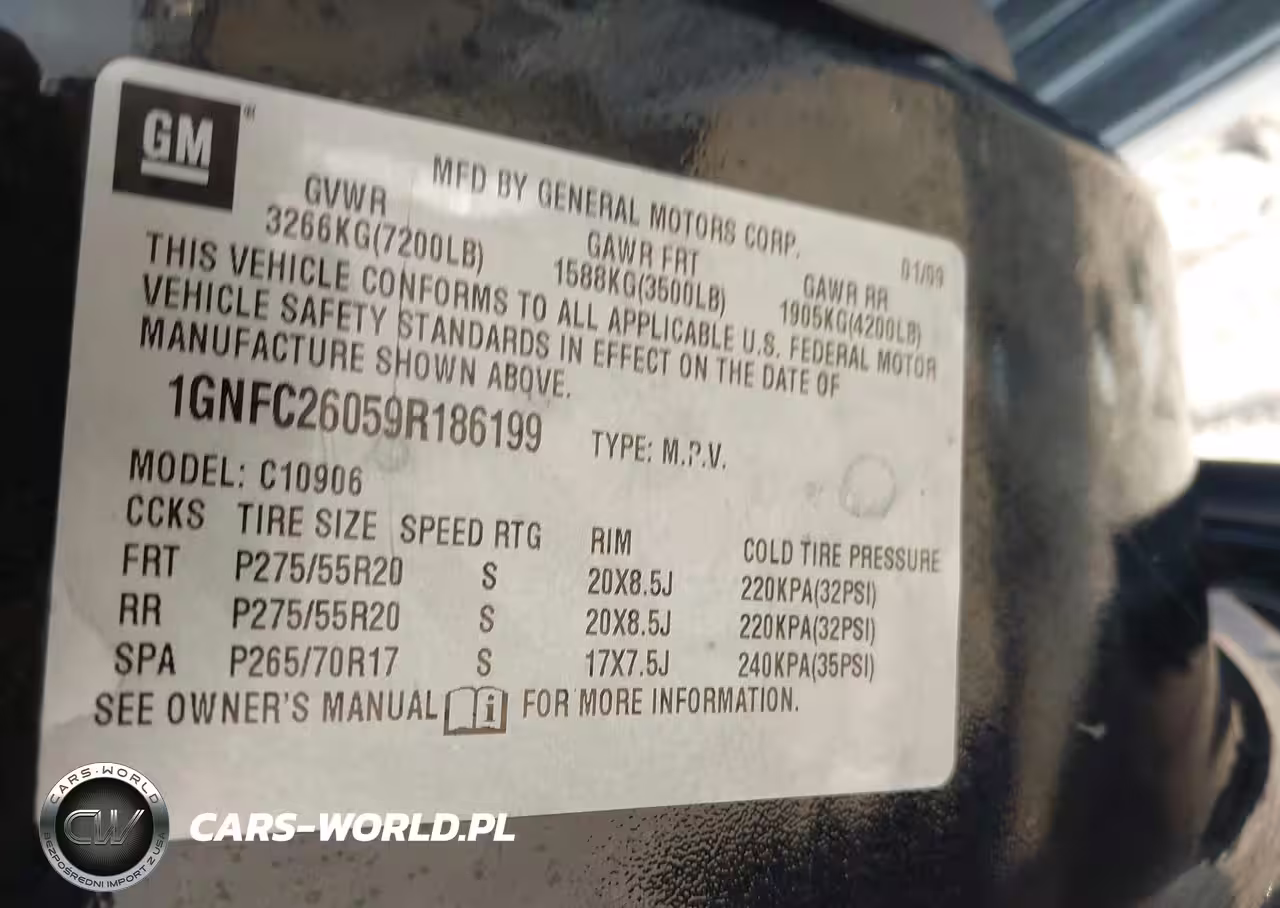 GM®
MFD BY GENERAL MOTORS CORP.
01/09
GVWR GAWR FRT GAWR RR
3266KG(7200LB) 1588KG(3500LB) 1905KG(4200LB)
THIS VEHICLE CONFORMS TO ALL APPLICABLE U.S. FEDERAL MOTOR
VEHICLE SAFETY STANDARDS IN EFFECT ON THE DATE OF
MANUFACTURE SHOWN ABOVE.
1GNFC26059R186199 TYPE: M.P.V.
MODEL: C10906
CCKS TIRE SIZE SPEED RTG RIM COLD TIRE PRESSURE
FRT P275/55R20 S 20X8.5J 220KPA(32PSI)
RR P275/55R20 S 20X8.5J 220KPA(32PSI)
SPA P265/70R17 S 17X7.5J 240KPA(35PSI)
SEE OWNER'S MANUAL i FOR MORE INFORMATION.
CARS-WORLD
CW
BEZPOŚREDNI IMPORT Z USA
CARS-WORLD.PL